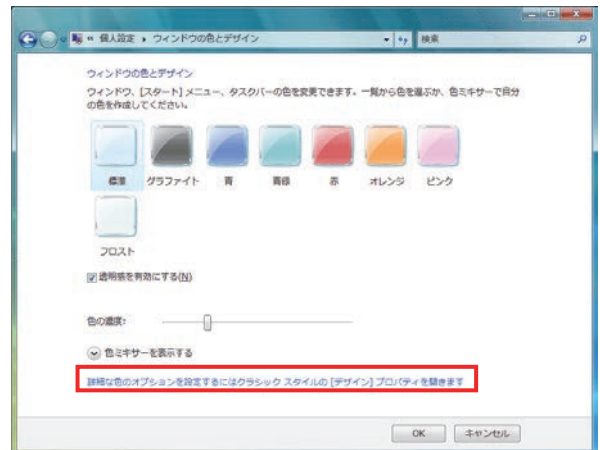 « 個人設定 ▸ ウィンドウの色とデザイン
検索
ウィンドウの色とデザイン
ウィンドウ、[スタート] メニュー、タスクバーの色を変更できます。一覧から色を選ぶか、色ミキサーで自分
の色を作成してください。
標準 グラファイト 青 青緑 赤 オレンジ ピンク
フロスト
透明感を有効にする(N)
色の濃度:
色ミキサーを表示する
詳細な色のオプションを設定するにはクラシック スタイルの [デザイン] プロパティを開きます
OK キャンセル